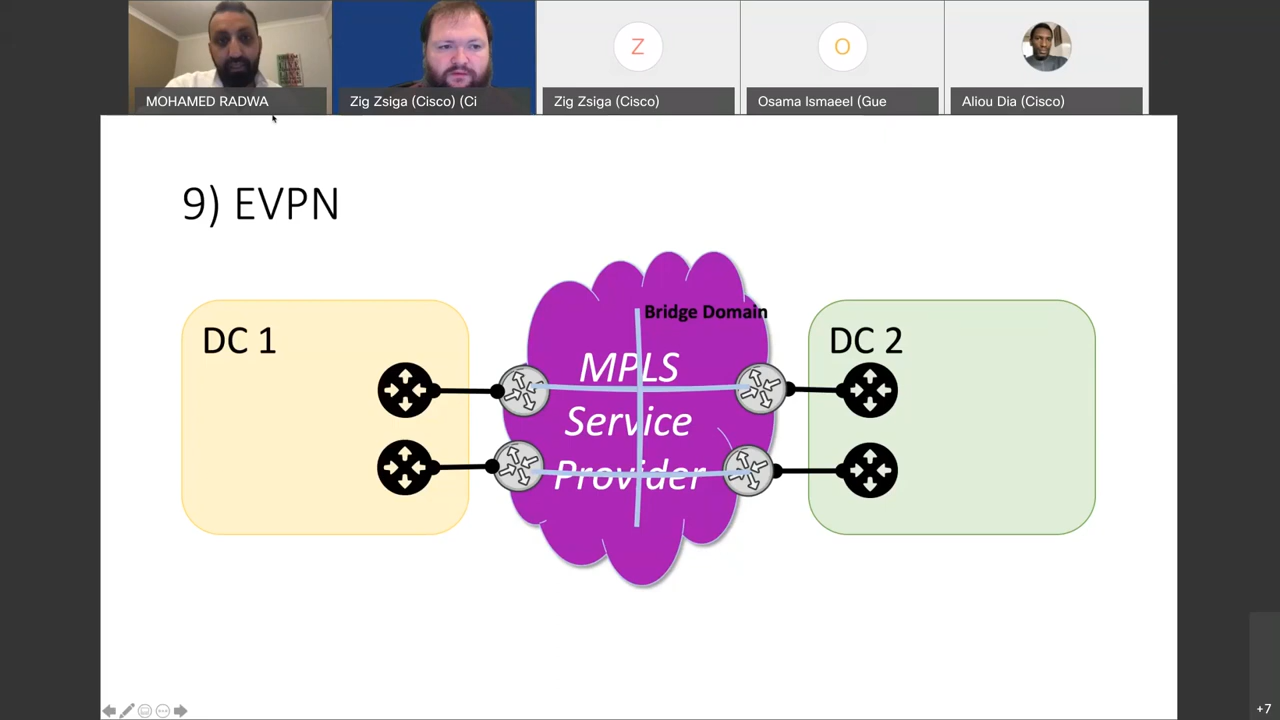 Z
O
MOHAMED RADWA
Zig Zsiga (Cisco) (Ci
Zig Zsiga (Cisco)
Osama Ismaeel (Gue
Aliou Dia (Cisco)
9) EVPN
Bridge Domain
DC 1
DC 2
MPLS
Service
Provider
+7